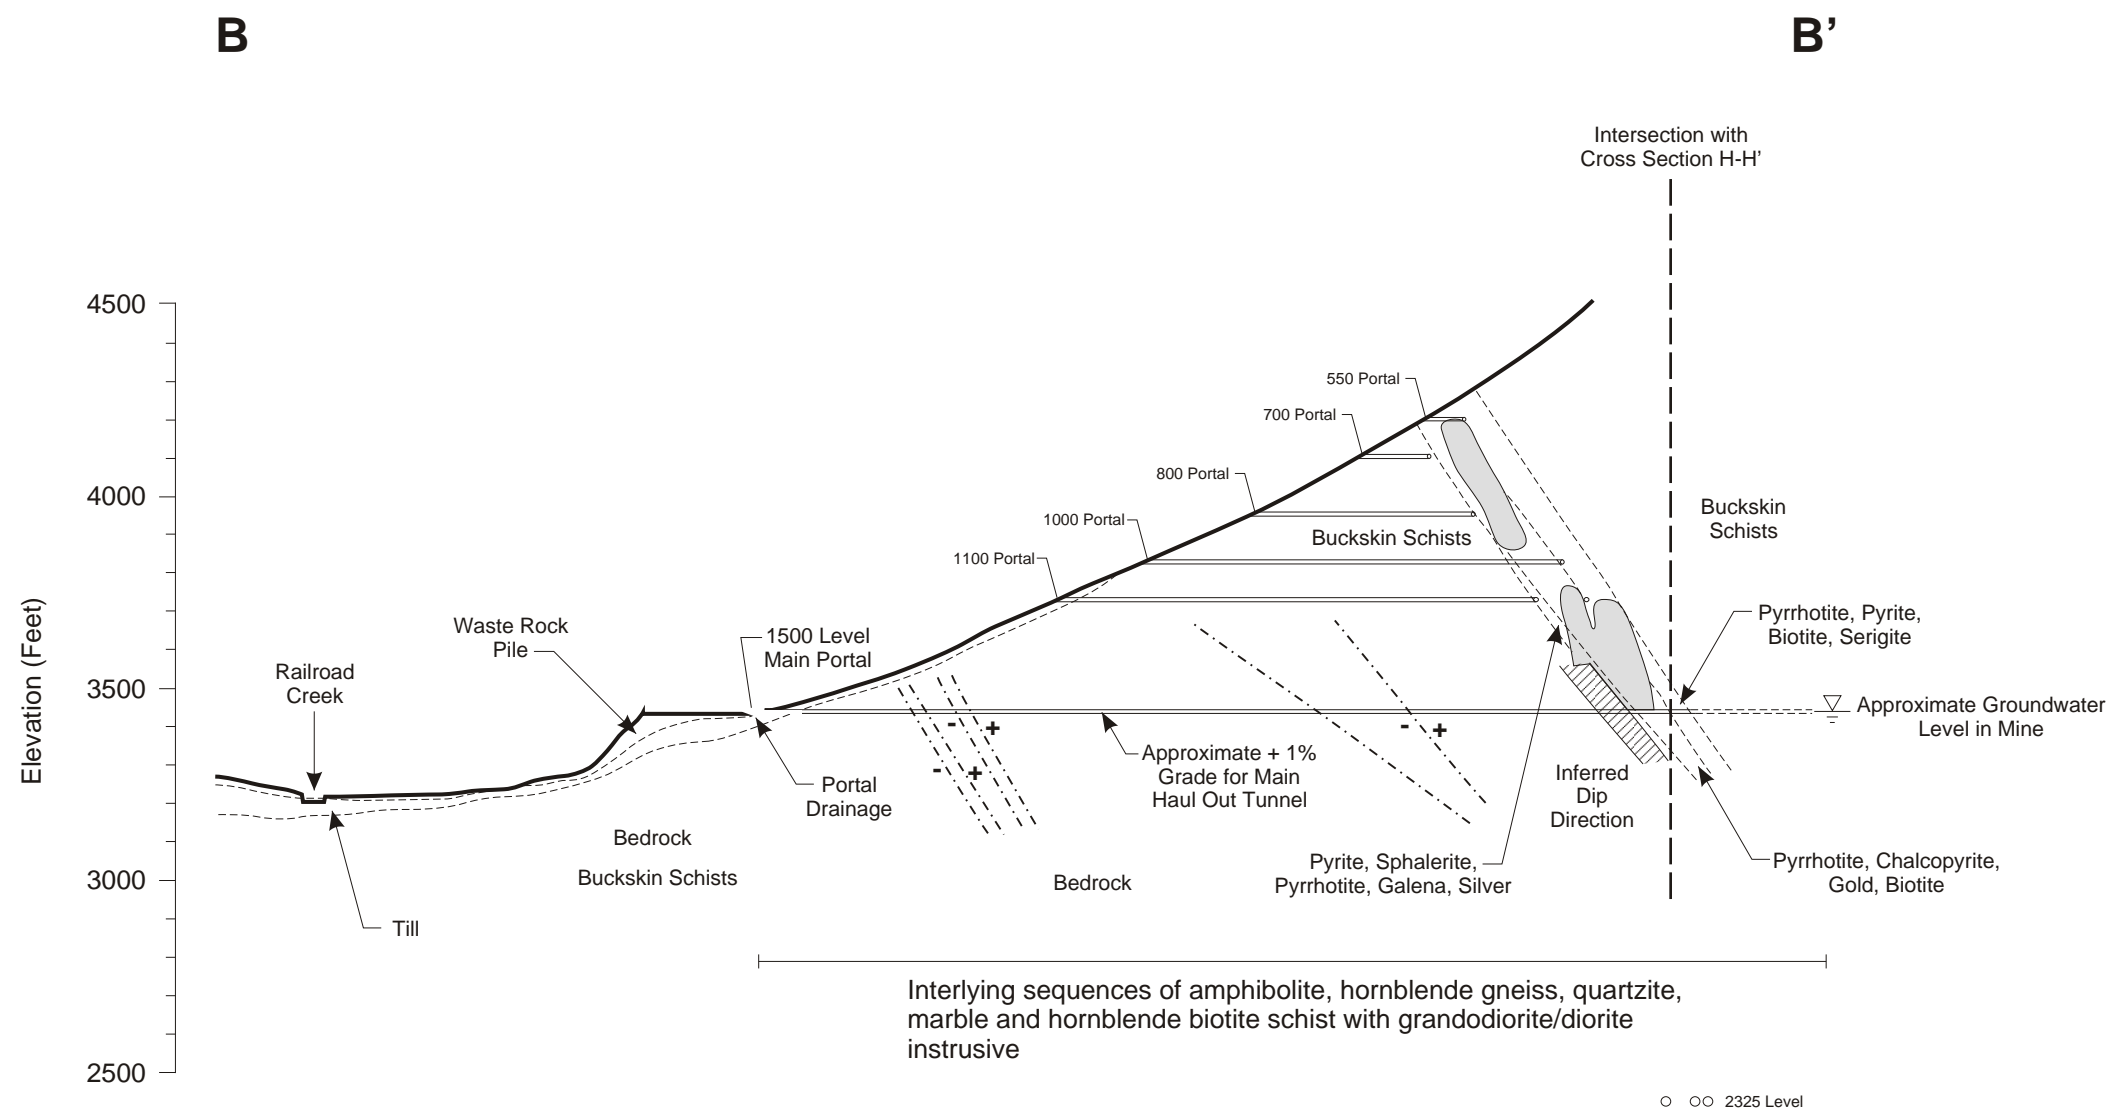 B
B’
Intersection with
Cross Section H-H’
4500
4000
3500
3000
2500
Elevation (Feet)
550 Portal
700 Portal
800 Portal
1000 Portal
1100 Portal
Buckskin Schists
Buckskin
Schists
Waste Rock
Pile
1500 Level
Main Portal
Railroad
Creek
Pyrrhotite, Pyrite,
Biotite, Serigite
Approximate Groundwater
Level in Mine
- +
- +
- +
Approximate + 1%
Grade for Main
Haul Out Tunnel
Portal
Drainage
Inferred
Dip
Direction
Bedrock
Buckskin Schists
Bedrock
Pyrite, Sphalerite,
Pyrrhotite, Galena, Silver
Pyrrhotite, Chalcopyrite,
Gold, Biotite
Till
Interlying sequences of amphibolite, hornblende gneiss, quartzite,
marble and hornblende biotite schist with grandodiorite/diorite
instrusive
2325 Level